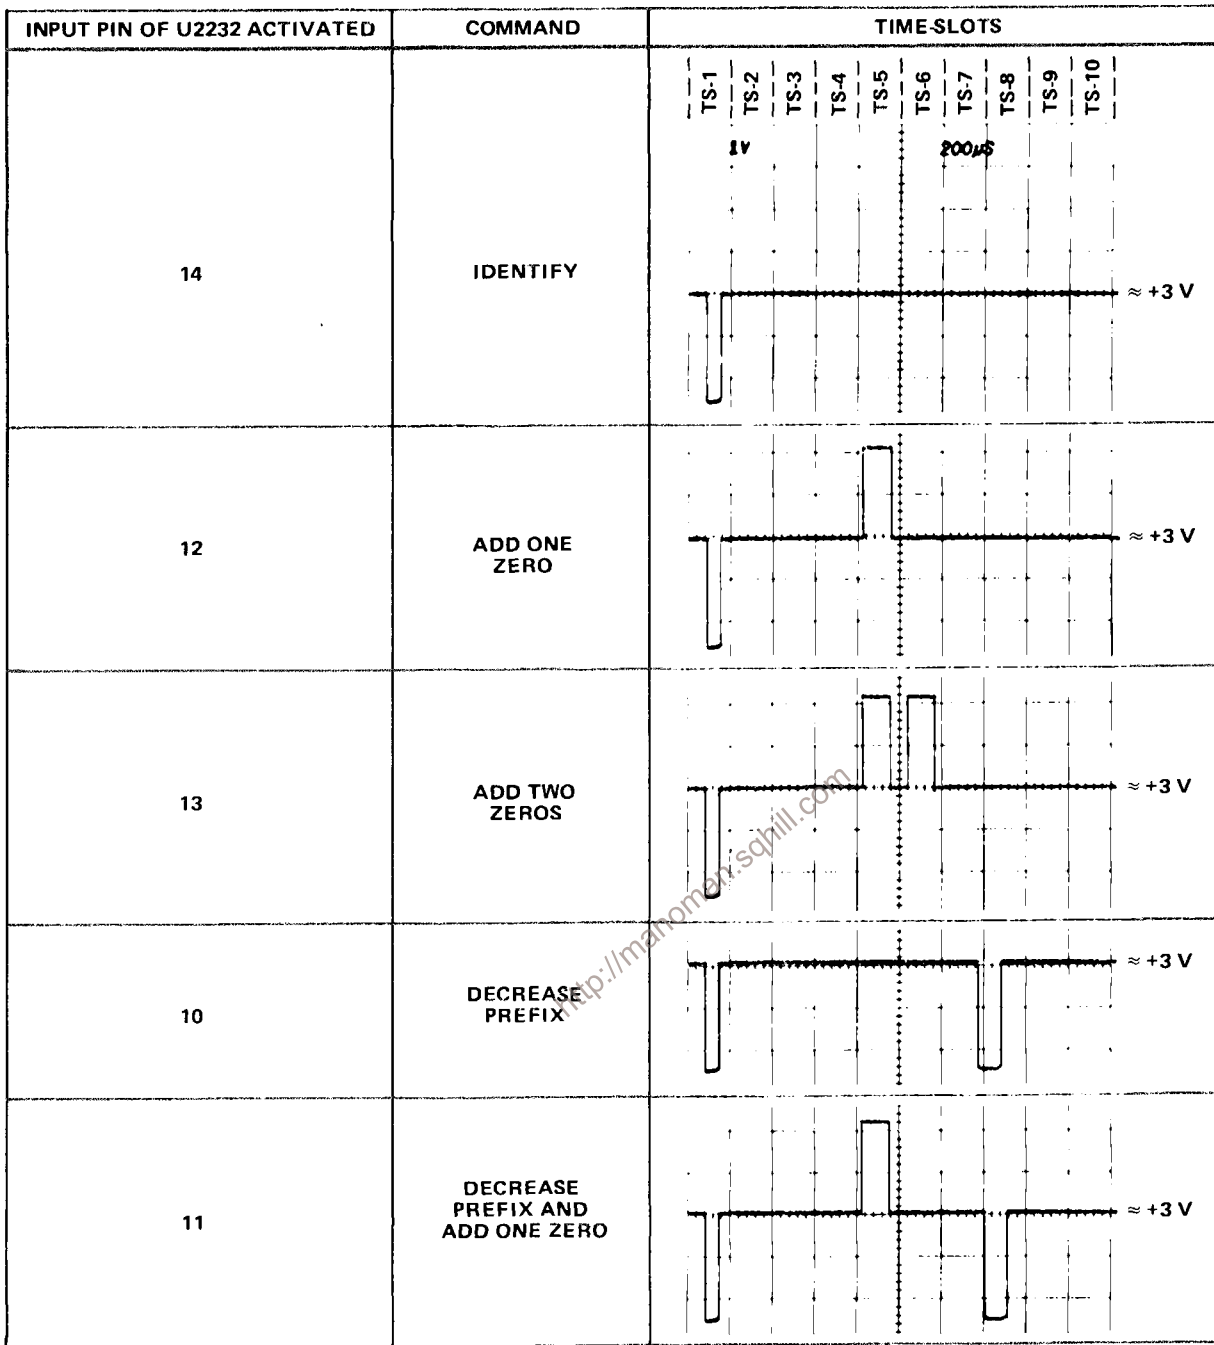 INPUT PIN OF U2232 ACTIVATED
COMMAND
TIME-SLOTS
TS-1
TS-2
TS-3
TS-4
TS-5
TS-6
TS-7
TS-8
TS-9
TS-10
1V
200μS
14
IDENTIFY
≈ +3 V
12
ADD ONE
ZERO
≈ +3 V
13
ADD TWO
ZEROS
≈ +3 V
10
DECREASE
PREFIX
≈ +3 V
11
DECREASE
PREFIX AND
ADD ONE ZERO
≈ +3 V
http://manoman.sqhill.com